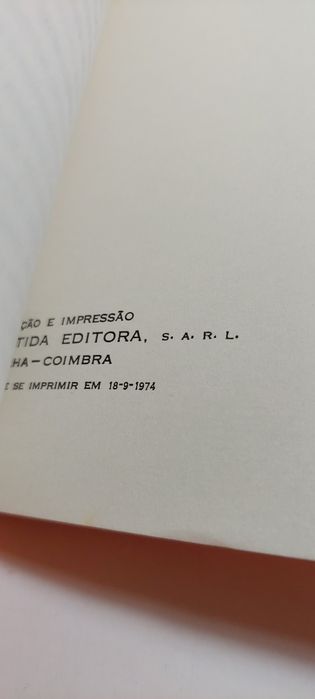 ÇÃO E IMPRESSÃO
TIDA EDITORA, S. A. R. L.
HA — COIMBRA
E SE IMPRIMIR EM 18-9-1974